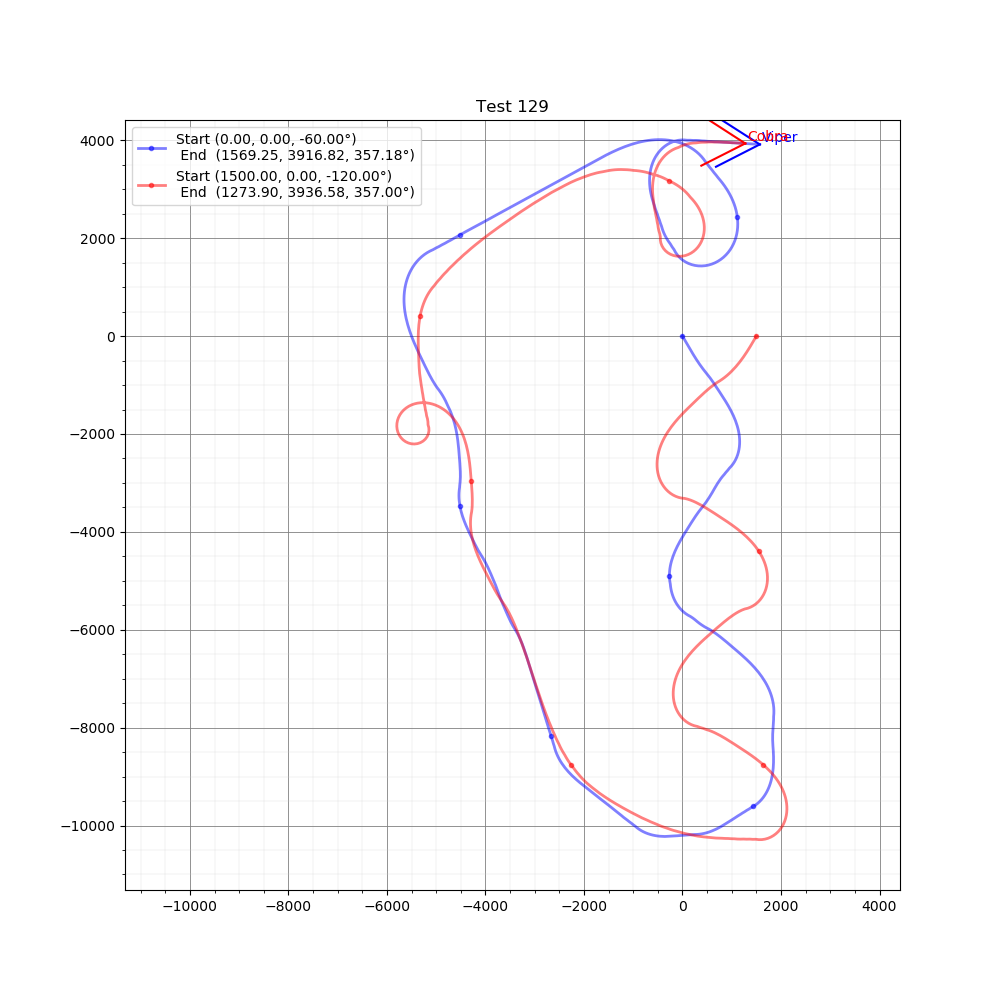 Test 129
Start (0.00, 0.00, -60.00°)
End (1569.25, 3916.82, 357.18°)
Start (1500.00, 0.00, -120.00°)
End (1273.90, 3936.58, 357.00°)
Cobra
Viper
4000
2000
0
−2000
−4000
−6000
−8000
−10000
−10000
−8000
−6000
−4000
−2000
0
2000
4000